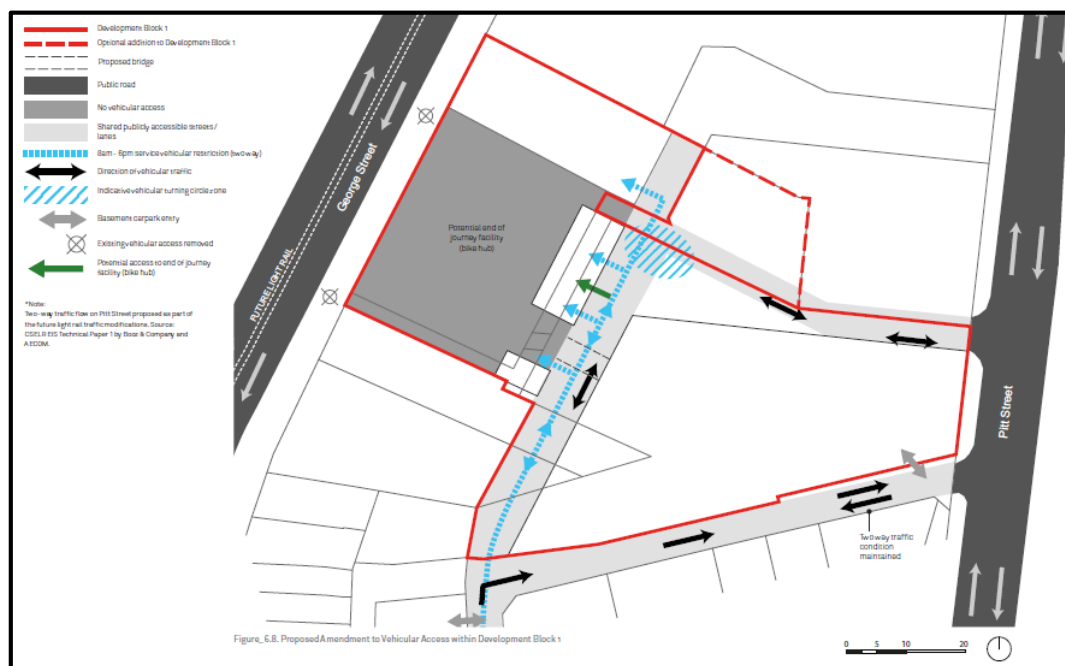 Development Block 1
Optional addition to Development Block 1
Proposed bridge
Public road
No vehicular access
Shared publicly accessible streets /
lanes
8am - 6pm service vehicular restriction (two way)
Direction of vehicular traffic
Indicative vehicular turning circle zone
Basement carpark entry
Existing vehicular access removed
Potential access to end of journey
facility (bike hub)
*Note:
Two-way traffic flow on Pitt Street proposed as part of
the future light rail traffic modifications. Source:
CSELR EIS Technical Paper 1 by Booz & Company and
AECOM.
George Street
FUTURE LIGHT RAIL
Potential end of
journey facility
(bike hub)
Pitt Street
Two way traffic
condition
maintained
Figure_6.8. Proposed Amendment to Vehicular Access within Development Block 1
0 5 10 20